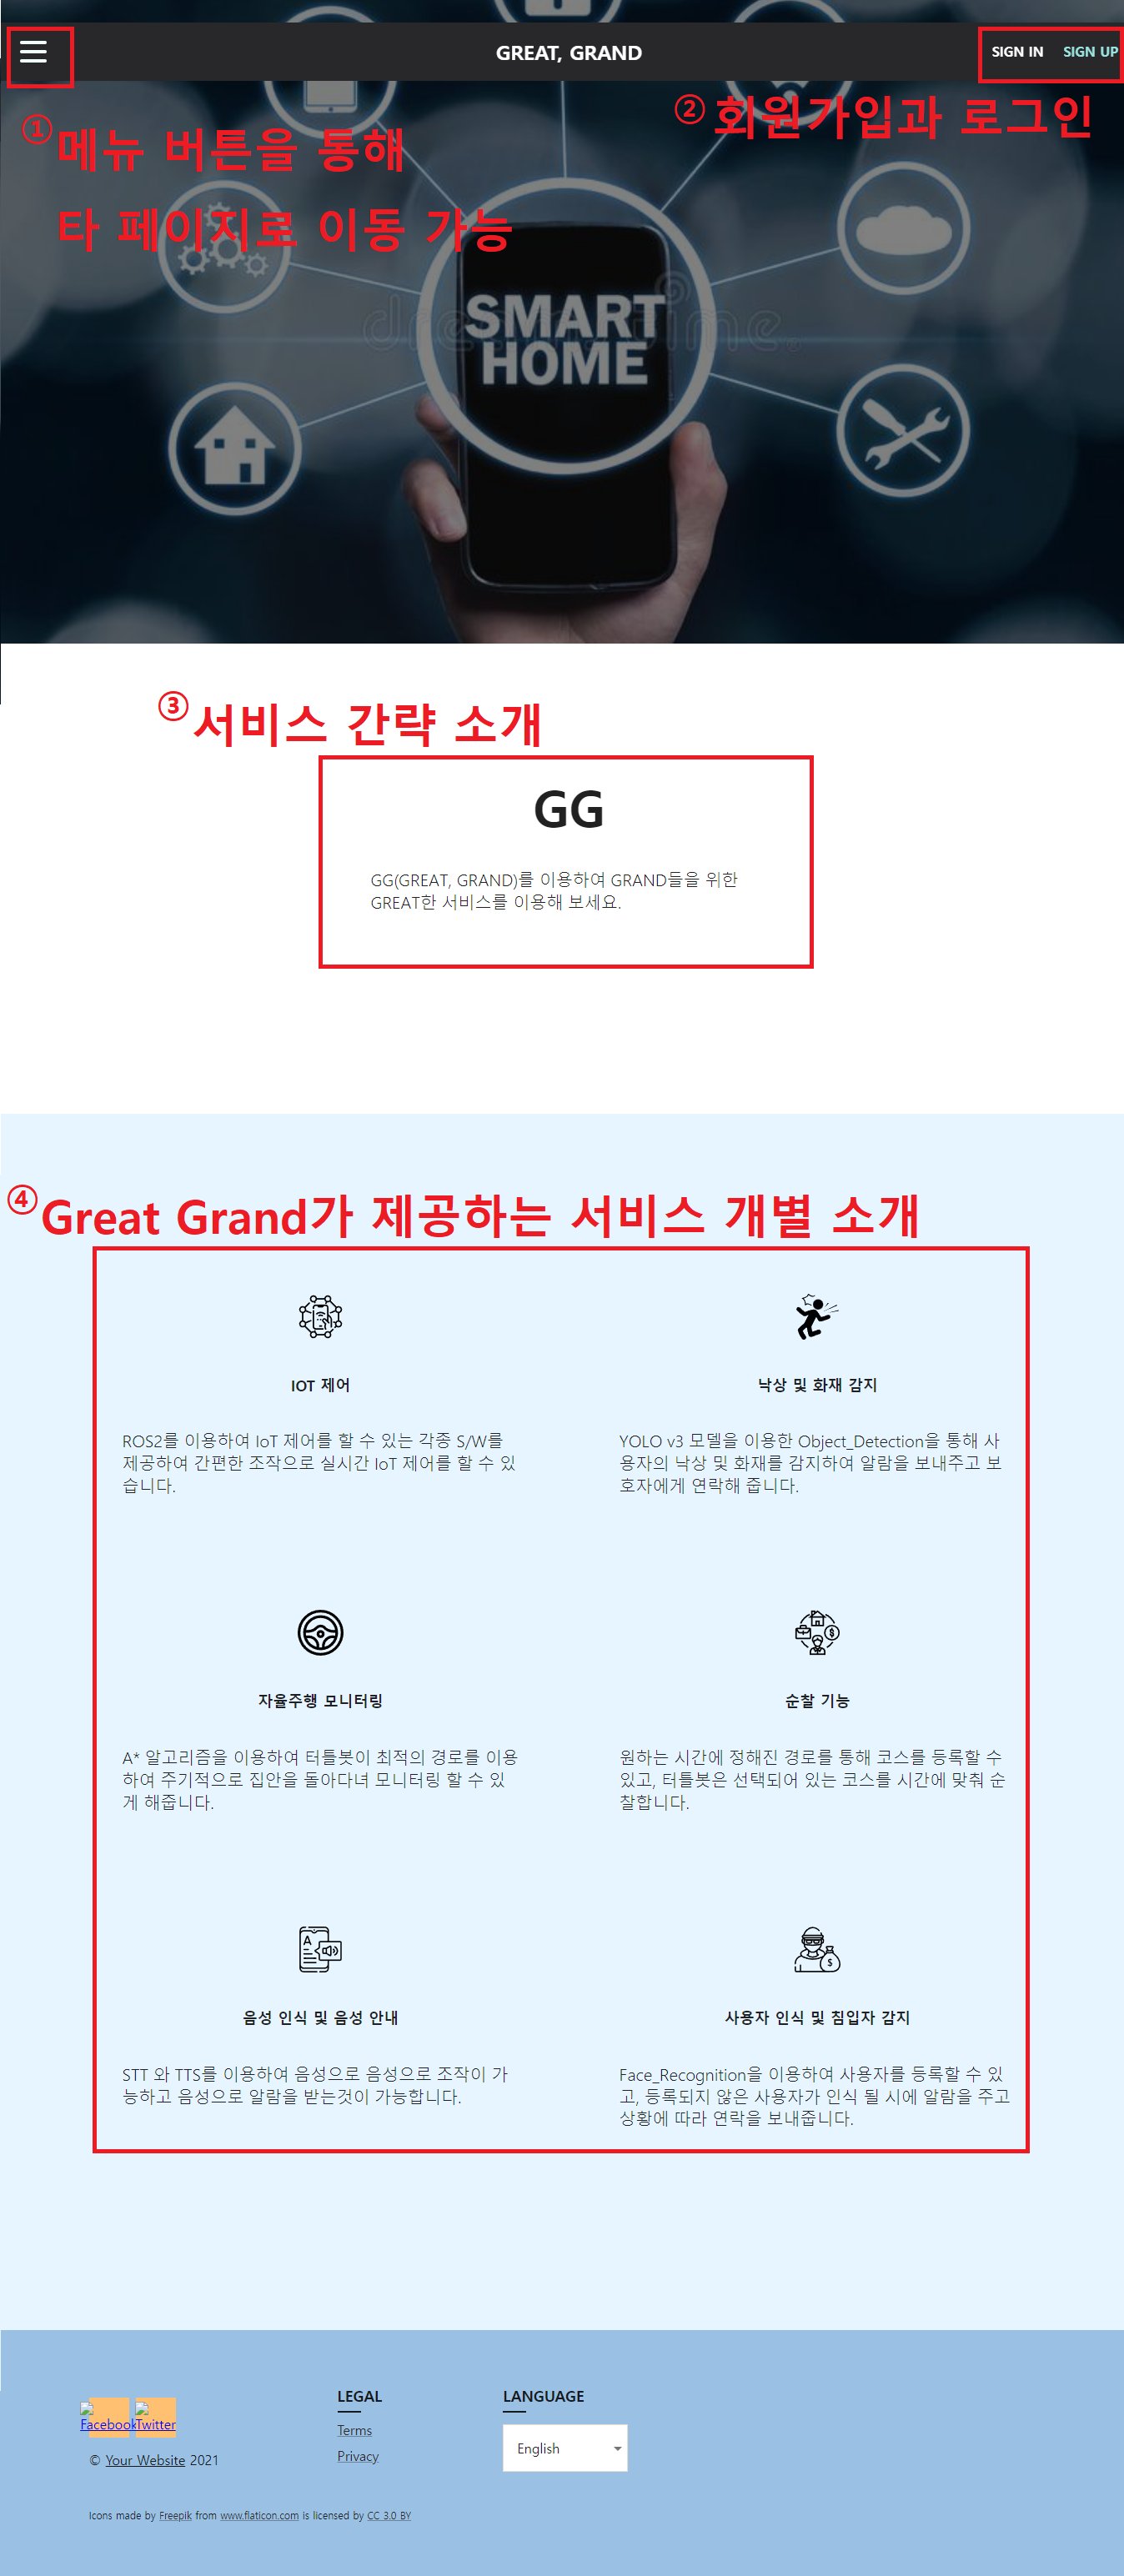 GREAT, GRAND
SIGN IN SIGN UP
① 메뉴 버튼을 통해
타 페이지로 이동 가능
② 회원가입과 로그인
dreamstime
SMART
HOME
③ 서비스 간략 소개
GG
GG(GREAT, GRAND)를 이용하여 GRAND들을 위한
GREAT한 서비스를 이용해 보세요.
④ Great Grand가 제공하는 서비스 개별 소개
IOT 제어
ROS2를 이용하여 IoT 제어를 할 수 있는 각종 S/W를
제공하여 간편한 조작으로 실시간 IoT 제어를 할 수 있
습니다.
낙상 및 화재 감지
YOLO v3 모델을 이용한 Object_Detection을 통해 사
용자의 낙상 및 화재를 감지하여 알람을 보내주고 보
호자에게 연락해 줍니다.
자율주행 모니터링
A* 알고리즘을 이용하여 터틀봇이 최적의 경로를 이용
하여 주기적으로 집안을 돌아다녀 모니터링 할 수 있
게 해줍니다.
순찰 기능
원하는 시간에 정해진 경로를 통해 코스를 등록할 수
있고, 터틀봇은 선택되어 있는 코스를 시간에 맞춰 순
찰합니다.
음성 인식 및 음성 안내
STT 와 TTS를 이용하여 음성으로 음성으로 조작이 가
능하고 음성으로 알람을 받는것이 가능합니다.
사용자 인식 및 침입자 감지
Face_Recognition을 이용하여 사용자를 등록할 수 있
고, 등록되지 않은 사용자가 인식 될 시에 알람을 주고
상황에 따라 연락을 보내줍니다.
Facebook Twitter
© Your Website 2021
LEGAL
Terms
Privacy
LANGUAGE
English
Icons made by Freepik from www.flaticon.com is licensed by CC 3.0 BY